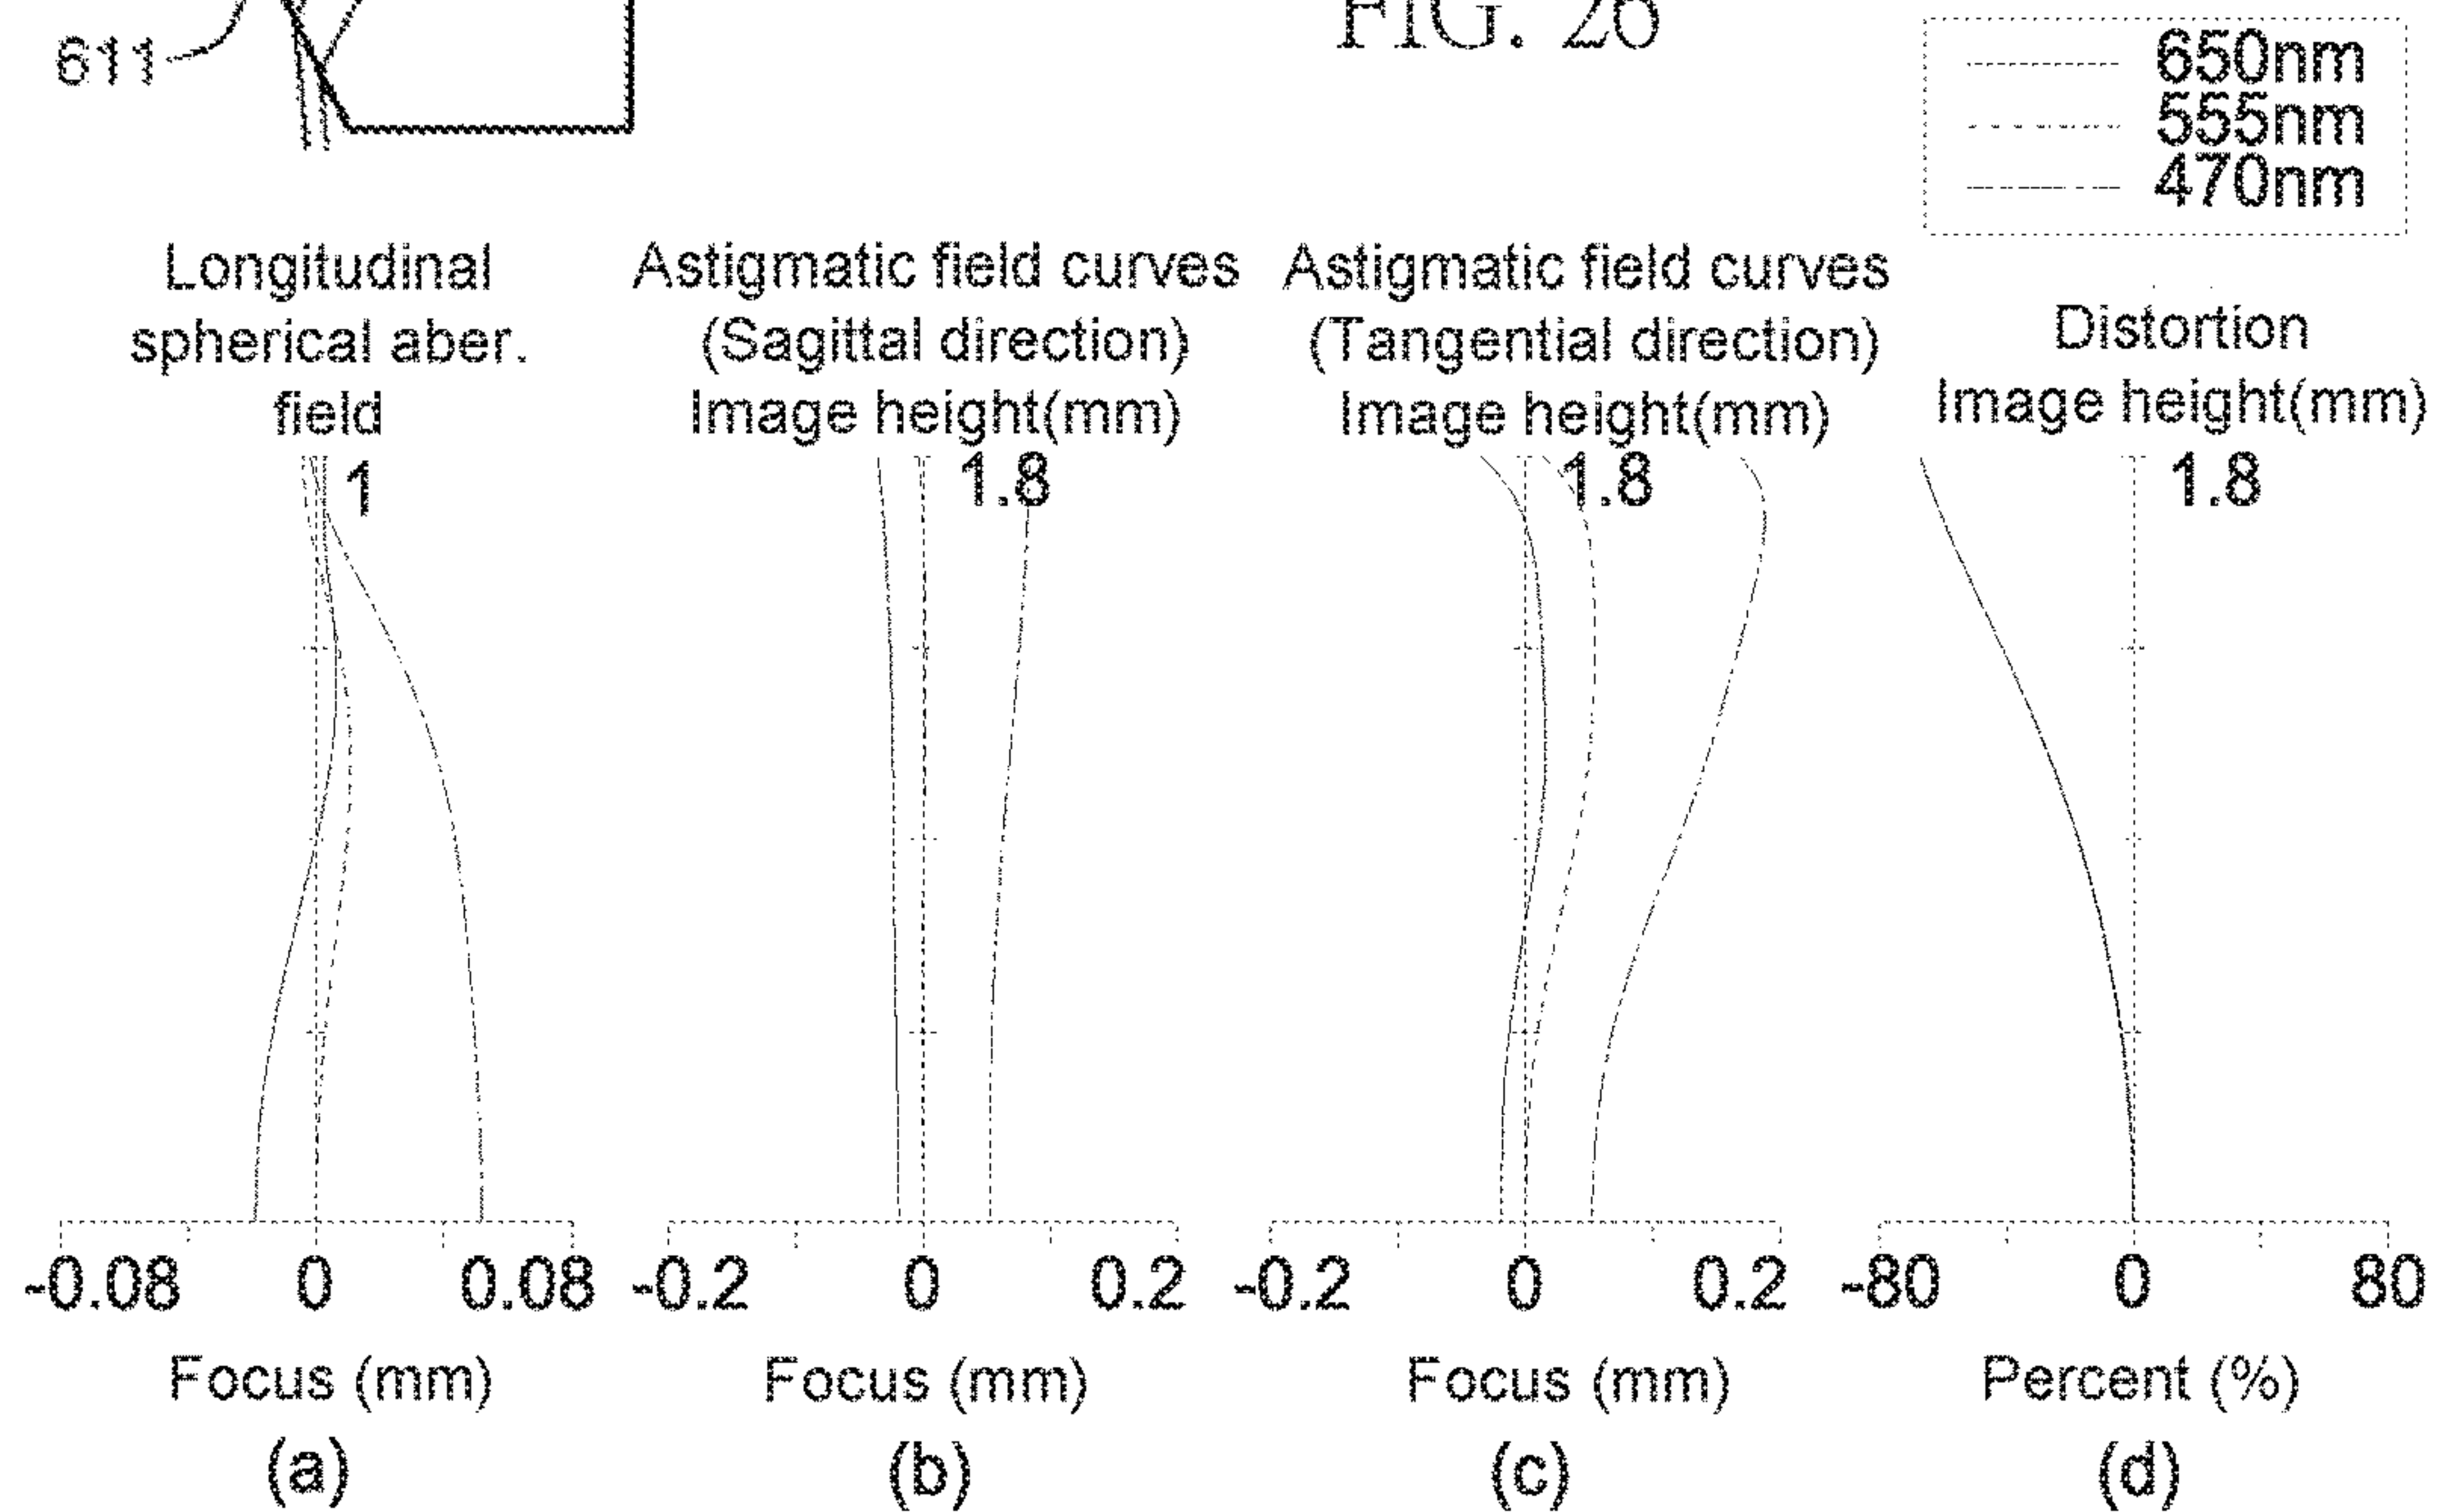 611
FIG. 26
650nm
555nm
470nm
Longitudinal
spherical aber.
field
1
Astigmatic field curves
(Sagittal direction)
Image height(mm)
1.8
Astigmatic field curves
(Tangential direction)
Image height(mm)
1.8
Distortion
Image height(mm)
1.8
-0.08 0 0.08
Focus (mm)
(a)
-0.2 0 0.2
Focus (mm)
(b)
-0.2 0 0.2
Focus (mm)
(c)
-80 0 80
Percent (%)
(d)